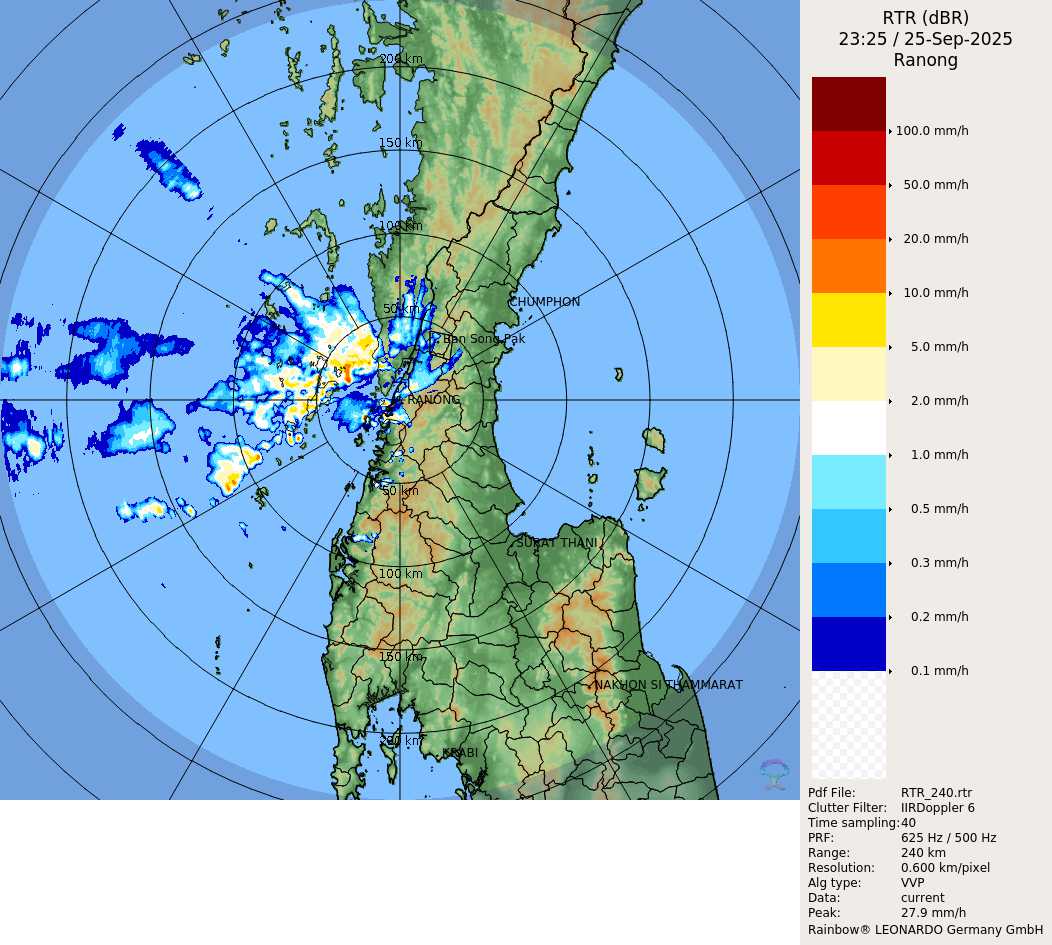 RTR (dBR)
23:25 / 25-Sep-2025
Ranong
200 km
150 km
100 km
50 km
CHUMPHON
Ban Song Pak
RANONG
50 km
SURAT THANI
100 km
150 km
NAKHON SI THAMMARAT
200 km
KRABI
100.0 mm/h
50.0 mm/h
20.0 mm/h
10.0 mm/h
5.0 mm/h
2.0 mm/h
1.0 mm/h
0.5 mm/h
0.3 mm/h
0.2 mm/h
0.1 mm/h
Pdf File: RTR_240.rtr
Clutter Filter: IIRDoppler 6
Time sampling: 40
PRF: 625 Hz / 500 Hz
Range: 240 km
Resolution: 0.600 km/pixel
Alg type: VVP
Data: current
Peak: 27.9 mm/h
Rainbow® LEONARDO Germany GmbH